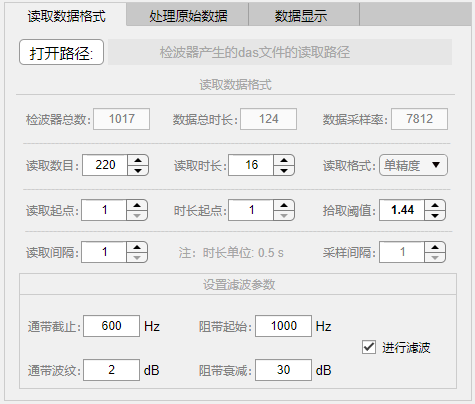 读取数据格式 处理原始数据 数据显示
打开路径: 检波器产生的das文件的读取路径
读取数据格式
检波器总数: 1017 数据总时长: 124 数据采样率: 7812
读取数目: 220 读取时长: 16 读取格式: 单精度
读取起点: 1 时长起点: 1 拾取阈值: 1.44
读取间隔: 1 注：时长单位: 0.5 s 采样间隔: 1
设置滤波参数
通带截止: 600 Hz 阻带起始: 1000 Hz
进行滤波
通带波纹: 2 dB 阻带衰减: 30 dB